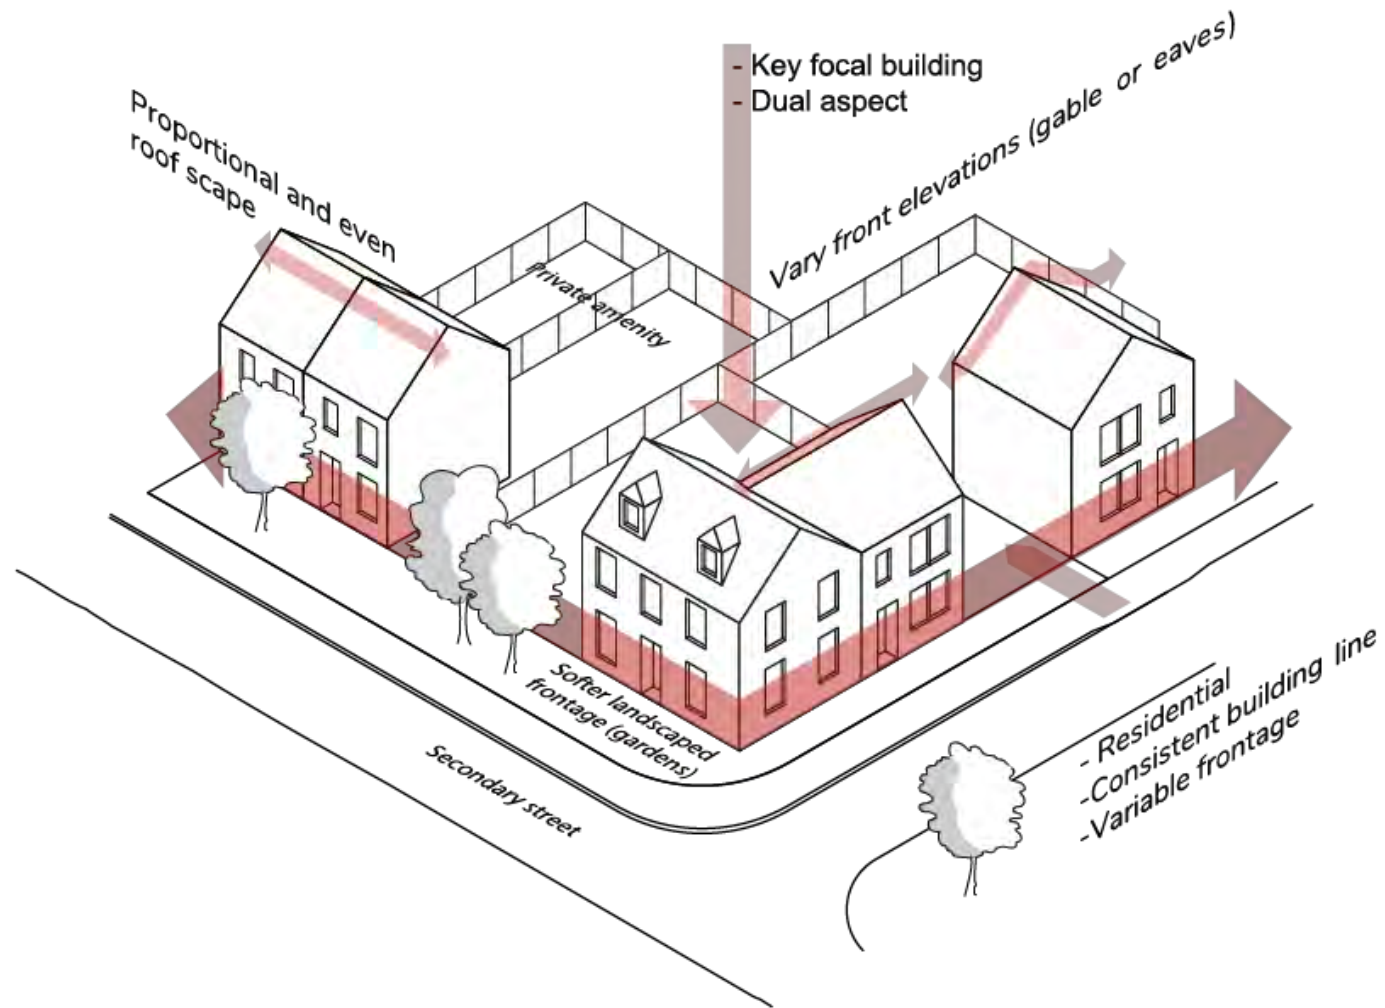 - Key focal building
- Dual aspect
Proportional and even
roof scape
Vary front elevations (gable or eaves)
Private amenity
Softer landscaped
frontage (gardens)
Secondary street
- Residential
-Consistent building line
-Variable frontage